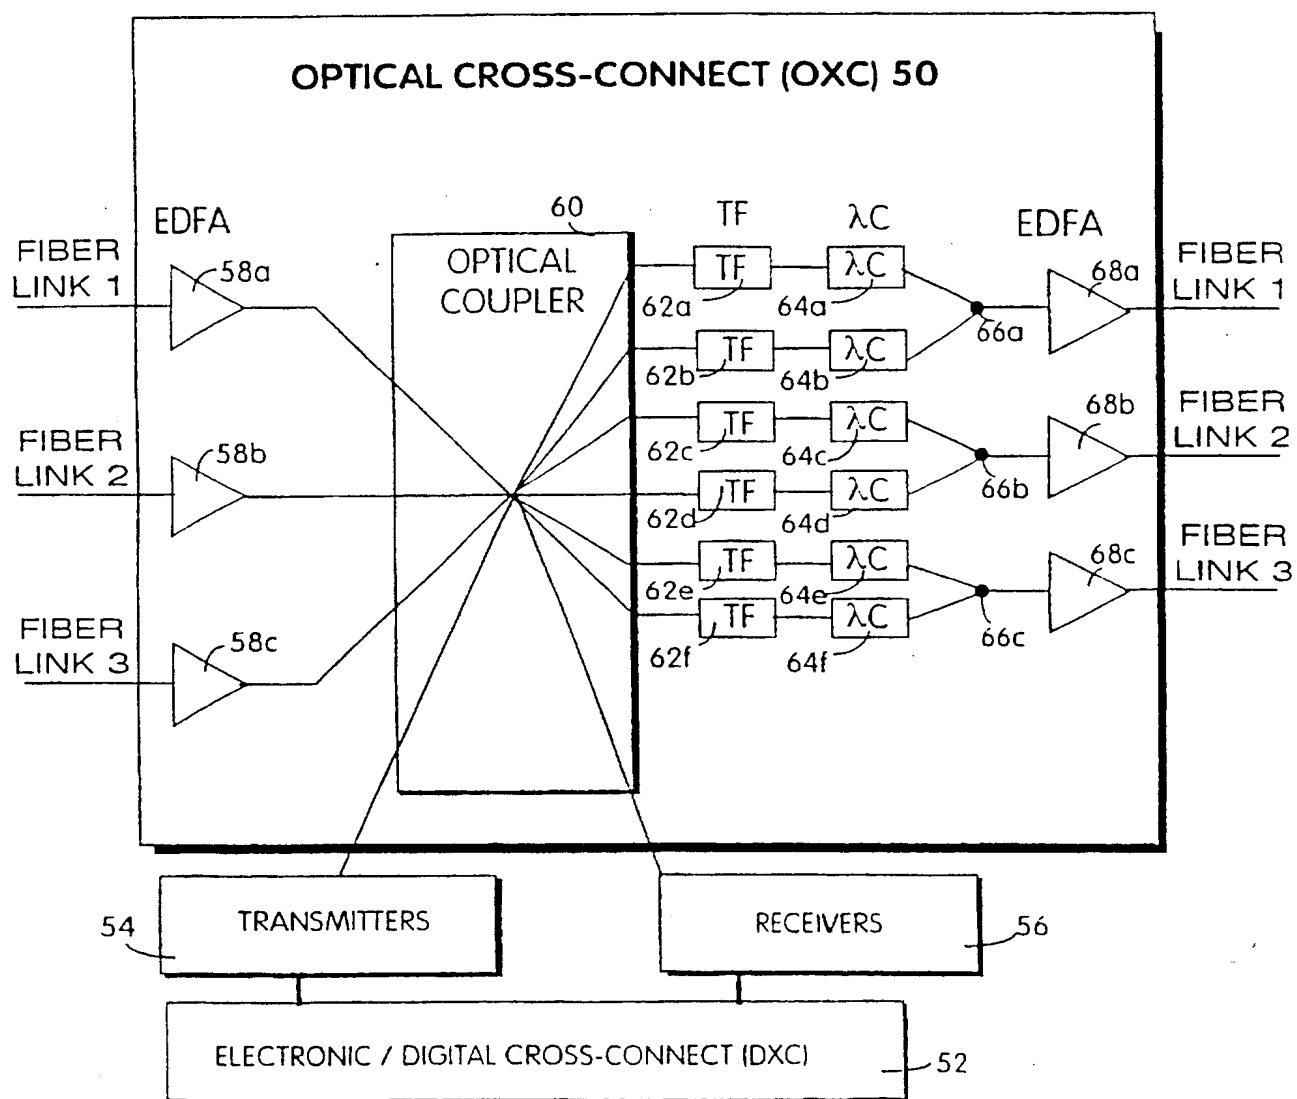 OPTICAL CROSS-CONNECT (OXC) 50
EDFA
60
TF
λC
EDFA
FIBER
LINK 1
58a
OPTICAL
COUPLER
TF
62a
λC
64a
66a
68a
FIBER
LINK 1
TF
62b
λC
64b
FIBER
LINK 2
58b
TF
62c
λC
64c
66b
68b
FIBER
LINK 2
TF
62d
λC
64d
TF
62e
λC
64e
66c
68c
FIBER
LINK 3
FIBER
LINK 3
58c
TF
62f
λC
64f
54
TRANSMITTERS
RECEIVERS
56
ELECTRONIC / DIGITAL CROSS-CONNECT (DXC)
52